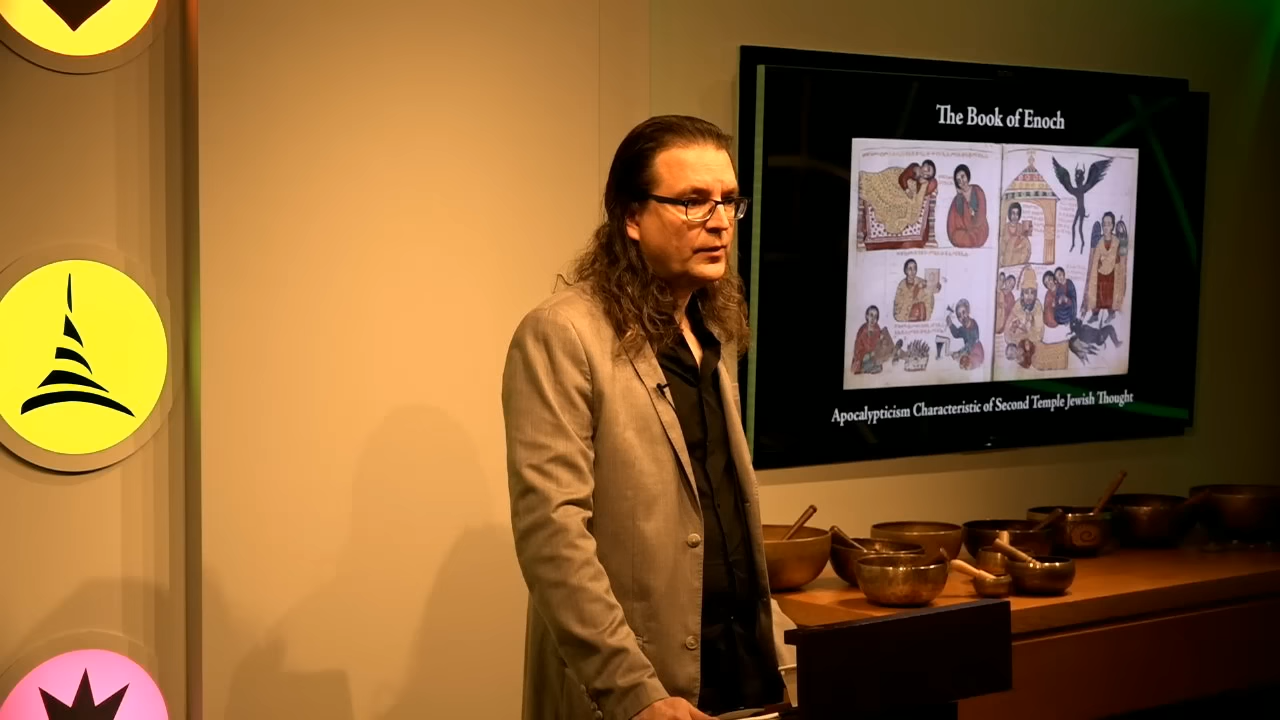 The Book of Enoch
Apocalypticism Characteristic of Second Temple Jewish Thought